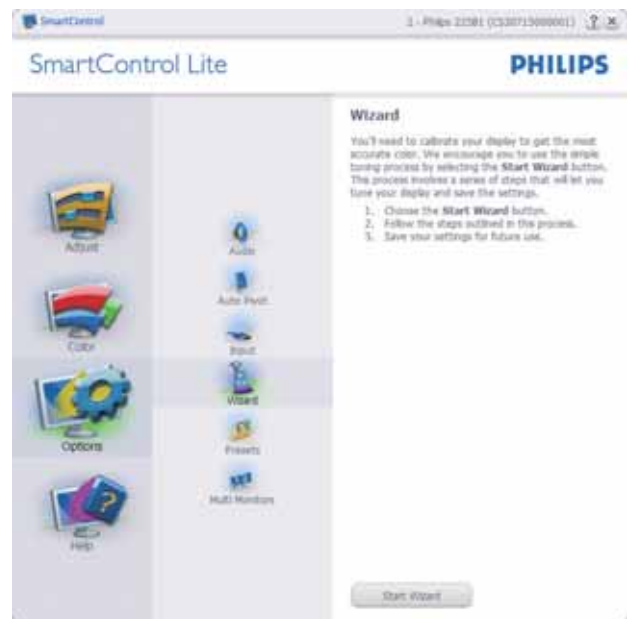 SmartControl
1 - Philips 225B1
SmartControl Lite
PHILIPS
Adjust
Color
Options
Help
Audio
Auto Pivot
Input
Wizard
Presets
Multi Monitors
Wizard
You'll need to calibrate your display to get the most
accurate color. We encourage you to use the simple
tuning process by selecting the Start Wizard button.
This process involves a series of steps that will let you
tune your display and save the settings.
1. Choose the Start Wizard button.
2. Follow the steps outlined in this process.
3. Save your settings for future use.
Start Wizard